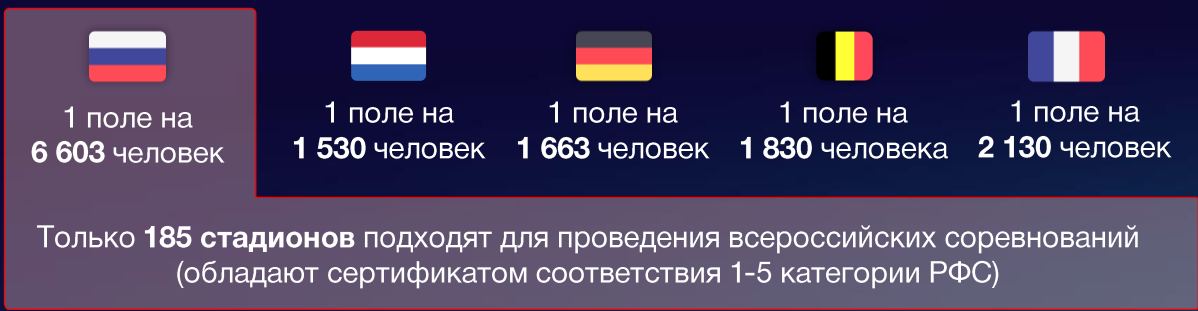 1 поле на
6 603 человек
1 поле на
1 530 человек
1 поле на
1 663 человек
1 поле на
1 830 человека
1 поле на
2 130 человек
Только 185 стадионов подходят для проведения всероссийских соревнований
(обладают сертификатом соответствия 1-5 категории РФС)